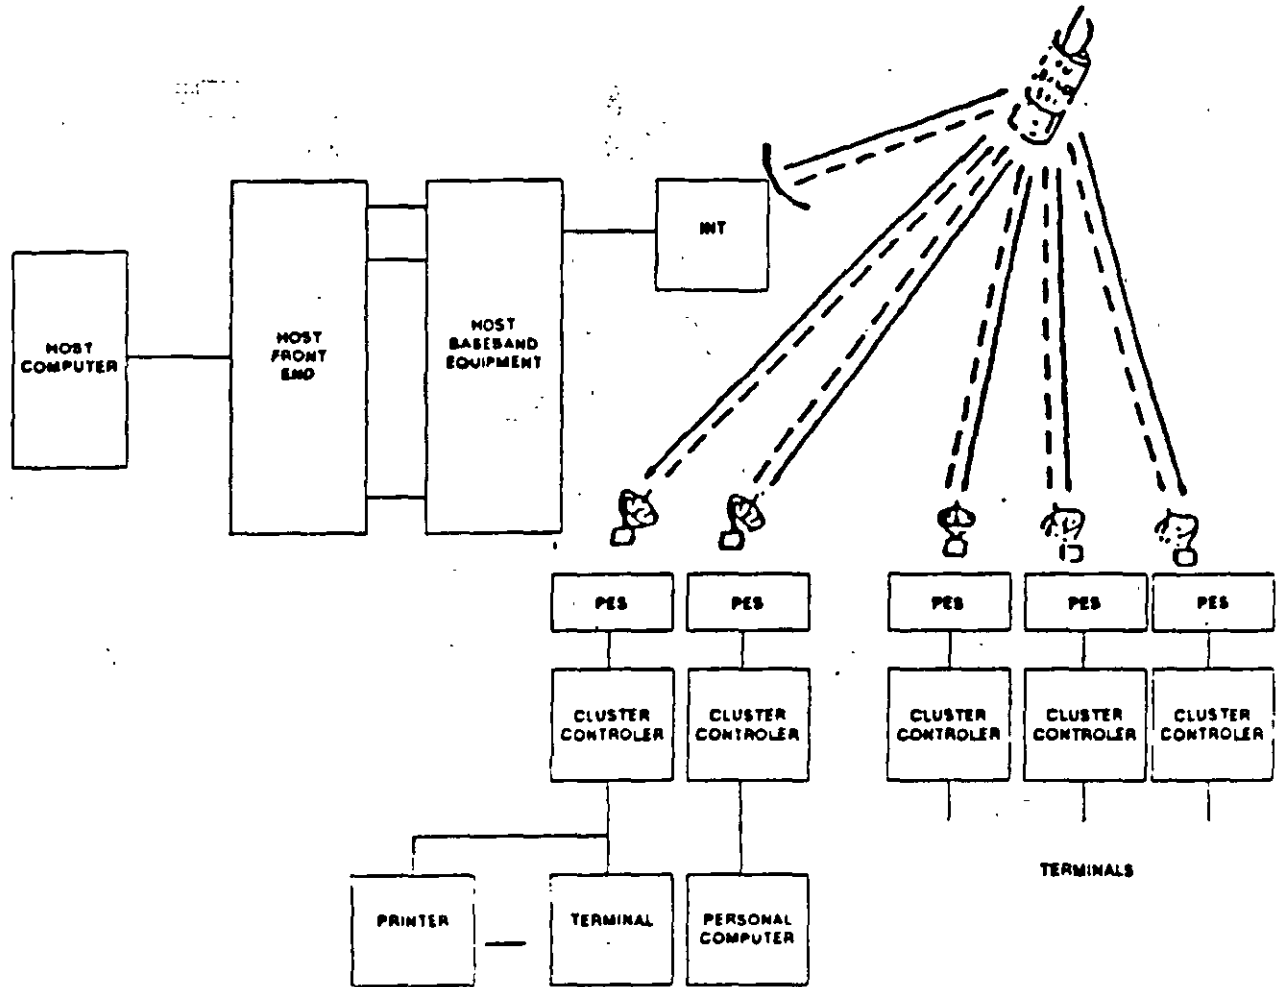 INT
HOST
COMPUTER
HOST
FRONT
END
HOST
BASEBAND
EQUIPMENT
PES
PES
PES
PES
PES
CLUSTER
CONTROLER
CLUSTER
CONTROLER
CLUSTER
CONTROLER
CLUSTER
CONTROLER
CLUSTER
CONTROLER
TERMINALS
PRINTER
TERMINAL
PERSONAL
COMPUTER